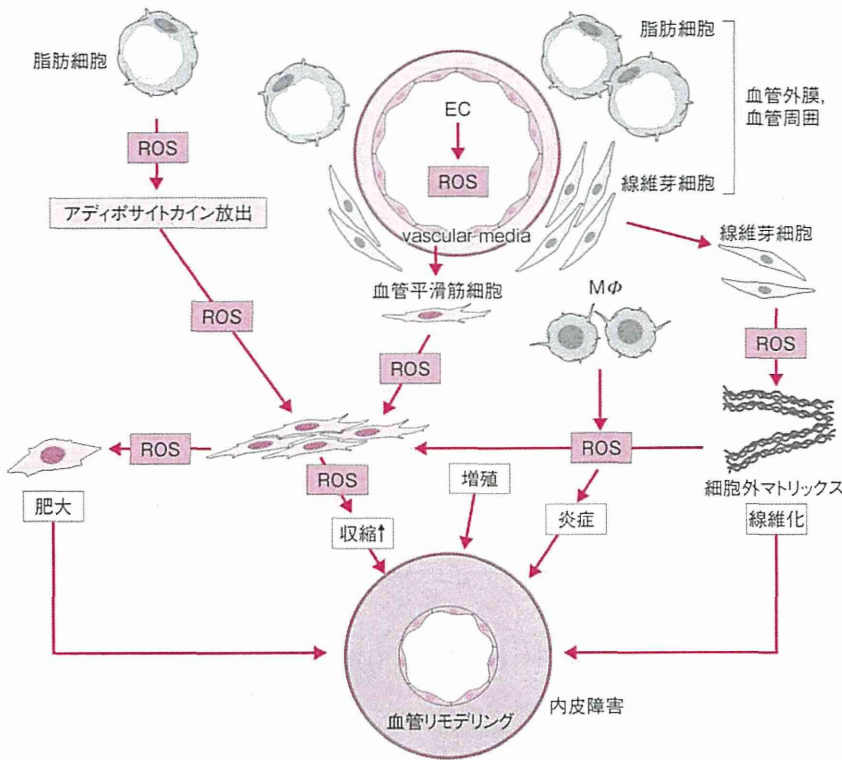 脂肪細胞
脂肪細胞
血管外膜,
血管周囲
EC
ROS
ROS
線維芽細胞
アディポサイトカイン放出
vascular media
線維芽細胞
血管平滑筋細胞
MΦ
ROS
ROS
ROS
ROS
ROS
ROS
肥大
増殖
収縮↑
炎症
細胞外マトリックス
線維化
内皮障害
血管リモデリング